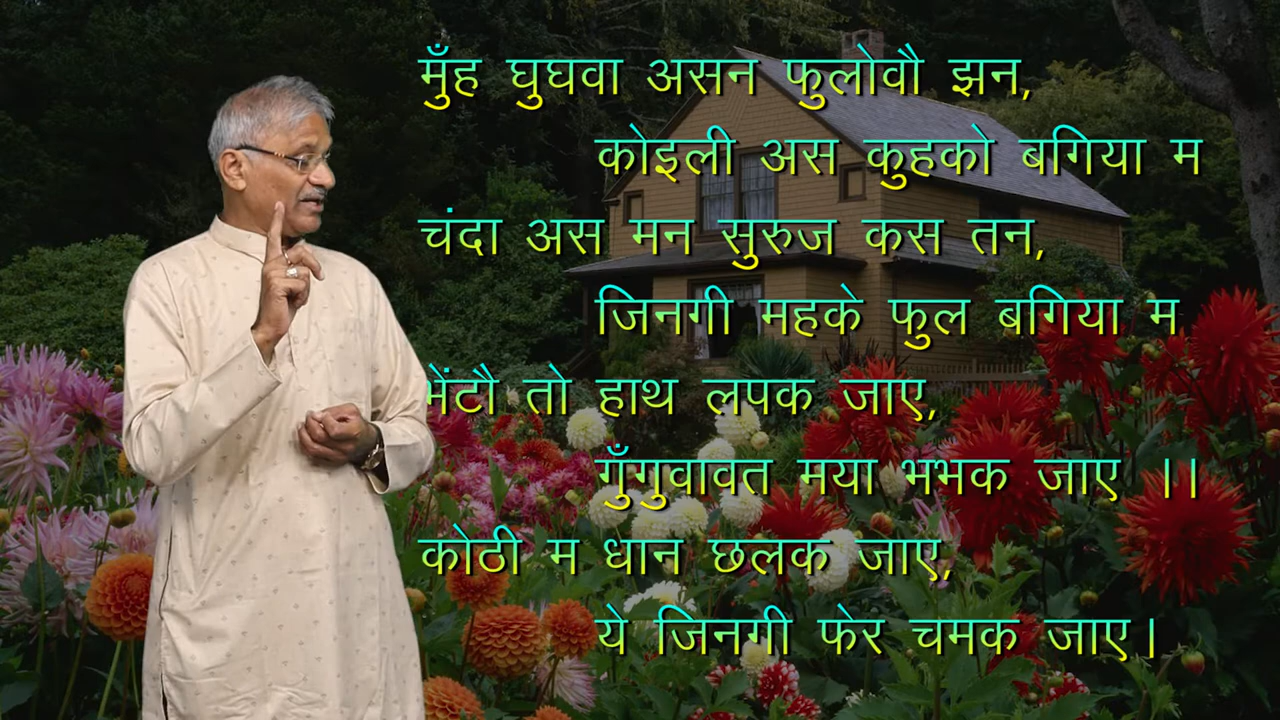 मुँह घुघवा असन फुलोवौ झन,
कोइली अस कुहको बगिया म
चंदा अस मन सुरुज कस तन,
जिनगी महके फुल बगिया म
भेंटौ तो हाथ लपक जाए,
गुँगुवावत मया भभक जाए ।।
कोठी म धान छलक जाए,
ये जिनगी फेर चमक जाए।